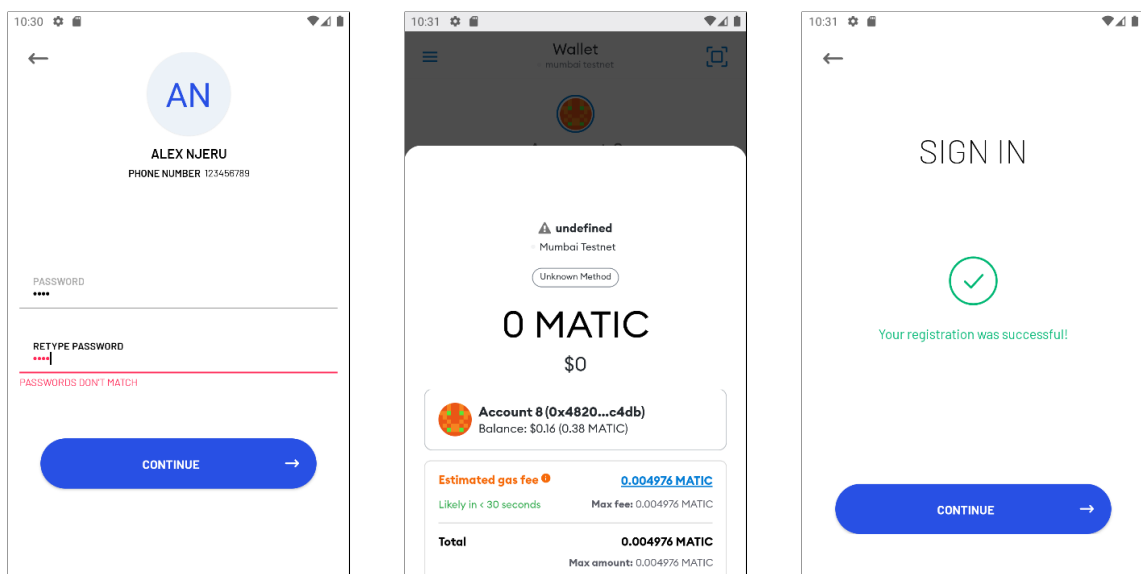 10:30
AN
ALEX NJERU
PHONE NUMBER 123456789
PASSWORD
RETYPE PASSWORD
PASSWORDS DON'T MATCH
CONTINUE
10:31
Wallet
mumbai testnet
undefined
Mumbai Testnet
Unknown Method
0 MATIC
$0
Account 8 (0x4820...c4db)
Balance: $0.16 (0.38 MATIC)
Estimated gas fee 0.004976 MATIC
Likely in < 30 seconds Max fee: 0.004976 MATIC
Total 0.004976 MATIC
Max amount: 0.004976 MATIC
10:31
SIGN IN
Your registration was successful!
CONTINUE